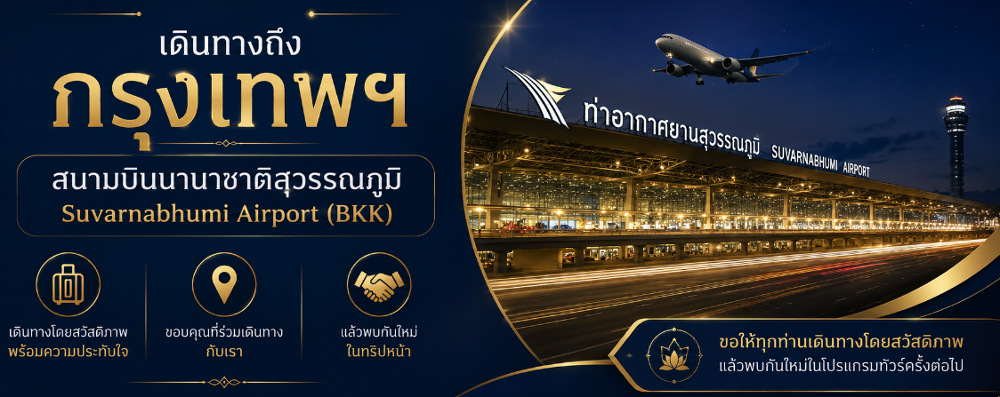 เดินทางถึง
กรุงเทพฯ
สนามบินนานาชาติสุวรรณภูมิ
Suvarnabhumi Airport (BKK)
เดินทางโดยสวัสดิภาพ
พร้อมความประทับใจ
ขอบคุณที่ร่วมเดินทาง
กับเรา
แล้วพบกันใหม่
ในทริปหน้า
ท่าอากาศยานสุวรรณภูมิ SUVARNABHUMI AIRPORT
ขอให้ทุกท่านเดินทางโดยสวัสดิภาพ
แล้วพบกันใหม่ในโปรแกรมทัวร์ครั้งต่อไป